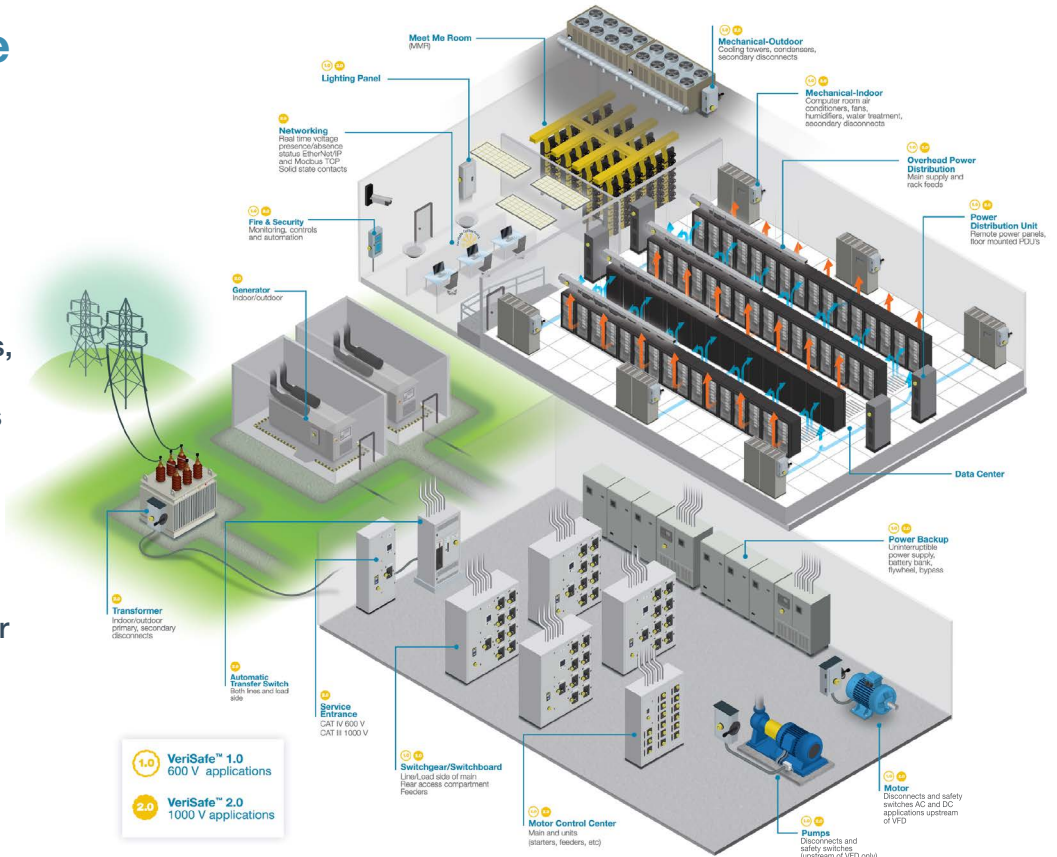 e
s,
s
r
Meet Me Room
(MMR)
1.0 2.0
Mechanical-Outdoor
Cooling towers, condensers,
secondary disconnects
1.0 2.0
Lighting Panel
1.0 2.0
Mechanical-Indoor
Computer room air
conditioners, fans,
humidifiers, water treatment,
secondary disconnects
2.0
Networking
Real time voltage
presence/absence
status EtherNet/IP
and Modbus TCP
Solid state contacts
1.0 2.0
Overhead Power
Distribution
Main supply and
rack feeds
1.0 2.0
Power
Distribution Unit
Remote power panels,
floor mounted PDU's
1.0 2.0
Fire & Security
Monitoring, controls
and automation
2.0
Generator
Indoor/outdoor
Data Center
1.0 2.0
Power Backup
Uninterruptible
power supply,
battery bank,
flywheel, bypass
2.0
Transformer
Indoor/outdoor
primary, secondary
disconnects
2.0
Automatic
Transfer Switch
Both lines and load
side
2.0
Service
Entrance
CAT IV 600 V
CAT III 1000 V
1.0 2.0
Switchgear/Switchboard
Line/Load side of main
Rear access compartment
Feeders
1.0 2.0
Motor Control Center
Main and units
(starters, feeders, etc)
1.0 2.0
Motor
Disconnects and safety
switches AC and DC
applications upstream
of VFD
1.0 2.0
Pumps
Disconnects and
safety switches
(upstream of VFD only)
1.0 VeriSafe™ 1.0
600 V applications
2.0 VeriSafe™ 2.0
1000 V applications